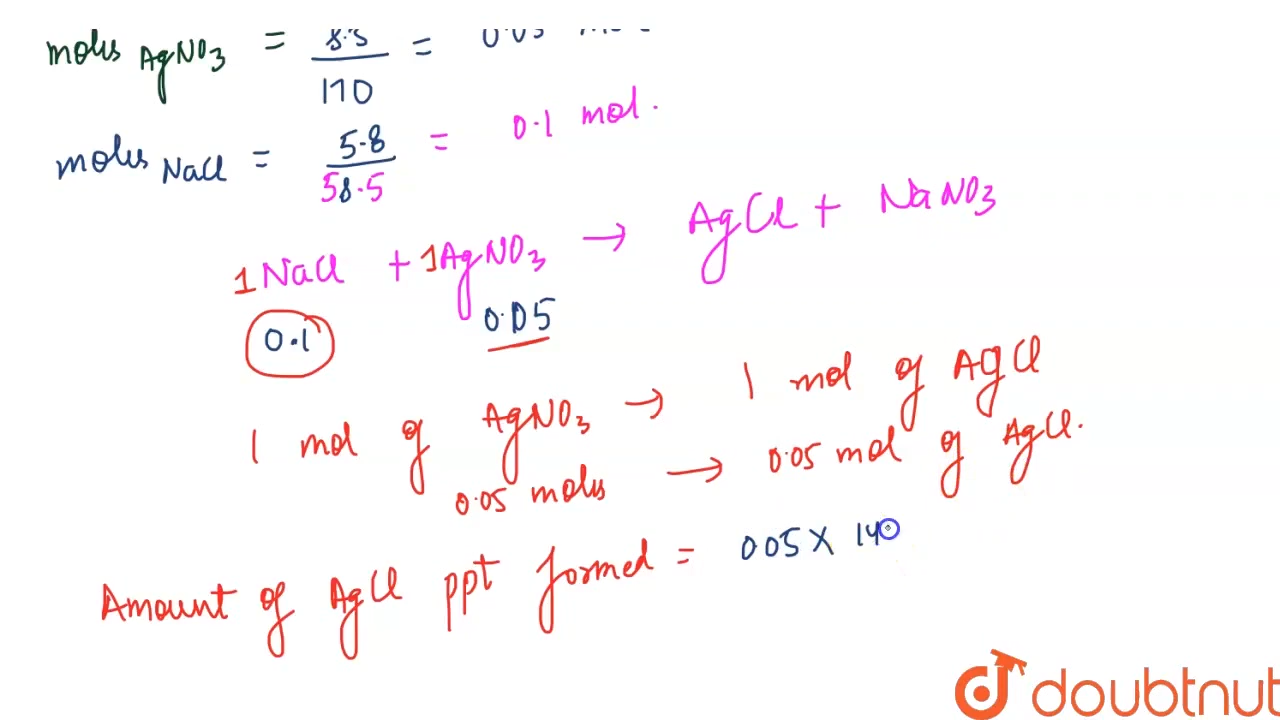 moles AgNO3 = 8.5/170 = 0.05 mol
moles NaCl = 5.8/58.5 = 0.1 mol.
1NaCl + 1AgNO3 → AgCl + NaNO3
0.1 0.05
1 mol of AgNO3 → 1 mol of AgCl
0.05 moles → 0.05 mol of AgCl.
Amount of AgCl ppt formed = 0.05 × 14
doubtnut